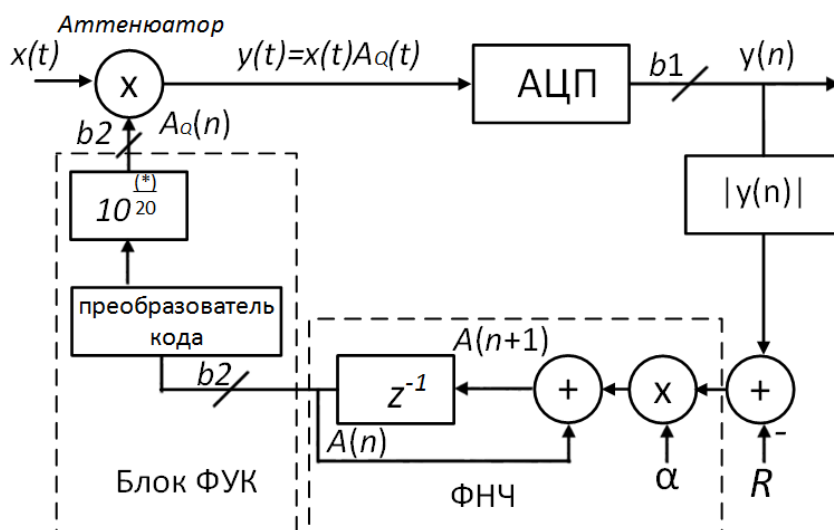 Аттенюатор
x(t)
x
y(t)=x(t)AQ(t)
АЦП
b1
y(n)
b2
AQ(n)
10^(*)/20
|y(n)|
преобразователь
кода
b2
A(n+1)
z^-1
+
x
+
-
A(n)
α
R
Блок ФУК
ФНЧ